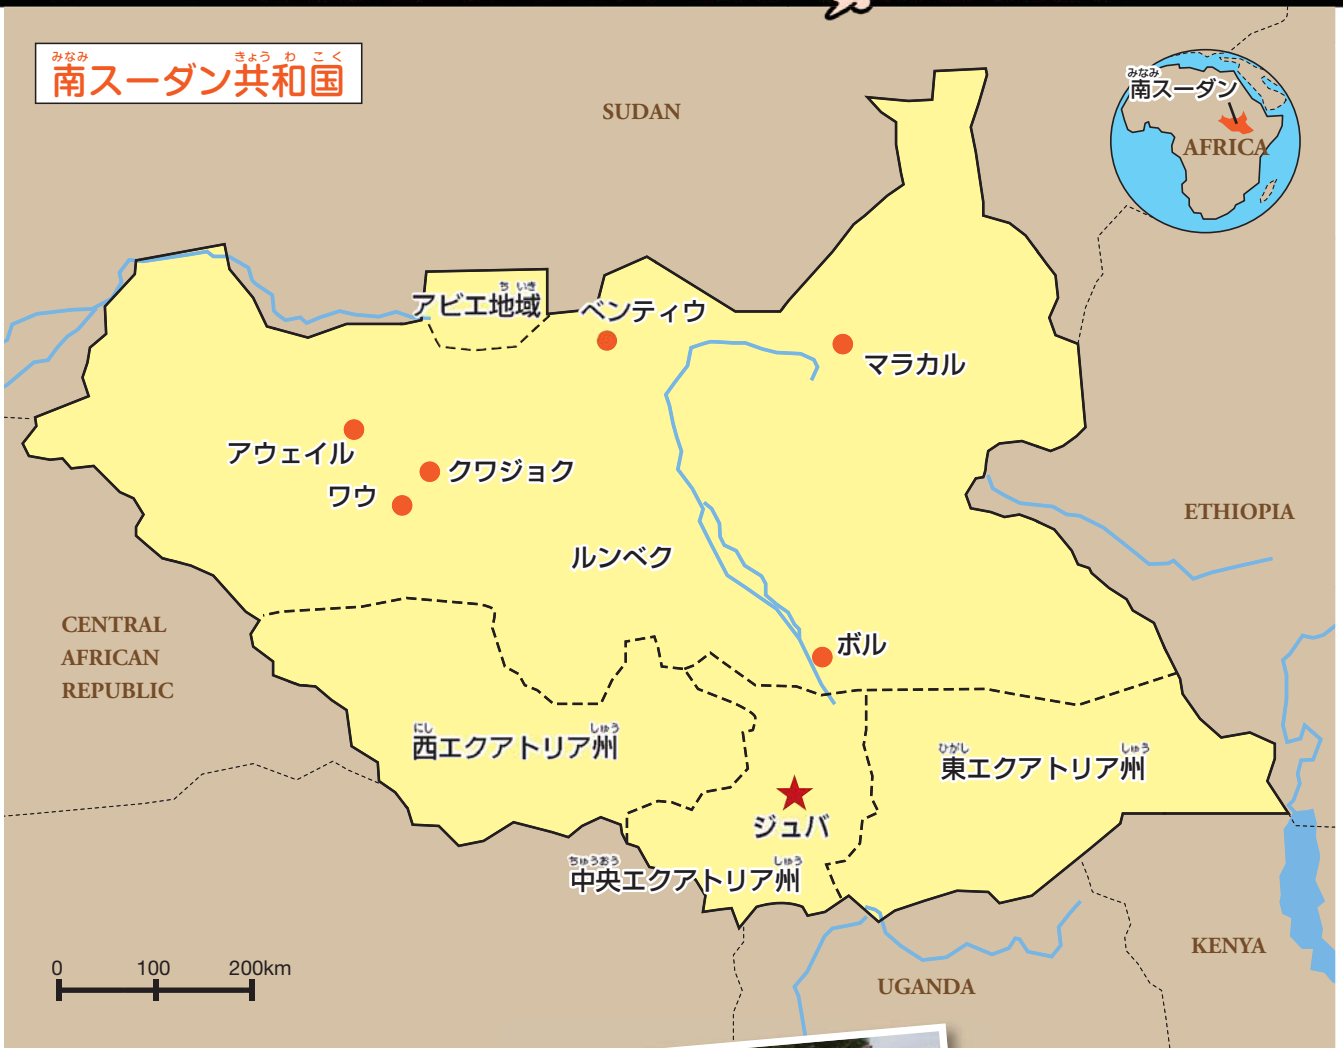 みなみ きょう わ こく
南スーダン共和国
SUDAN
みなみ
南スーダン
AFRICA
ち いき
アビエ地域
ベンティウ
マラカル
アウェイル
クワジョク
ワウ
ETHIOPIA
ルンベク
CENTRAL
AFRICAN
REPUBLIC
ボル
にし しゅう
西エクアトリア州
ひがし しゅう
東エクアトリア州
ジュバ
ちゅうおう しゅう
中央エクアトリア州
KENYA
0 100 200km
UGANDA